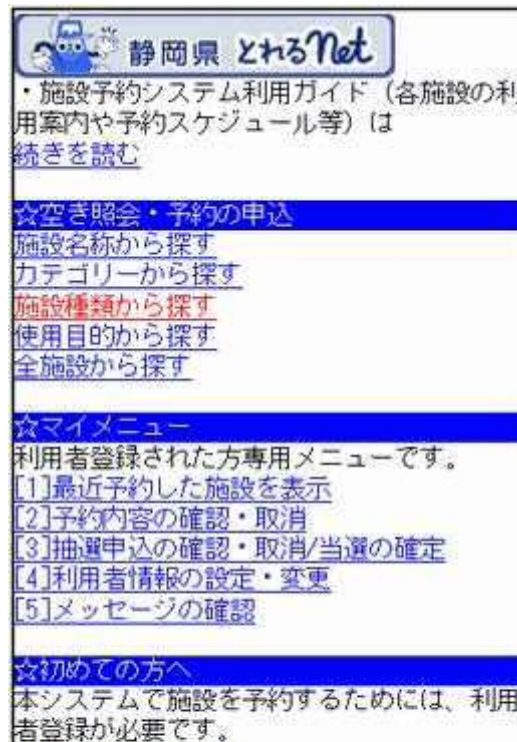 静岡県 とれるnet
・施設予約システム利用ガイド(各施設の利
用案内や予約スケジュール等)は
続きを読む
☆空き照会・予約の申込
施設名称から探す
カテゴリーから探す
施設種類から探す
使用目的から探す
全施設から探す
☆マイメニュー
利用者登録された方専用メニューです。
[1]最近予約した施設を表示
[2]予約内容の確認・取消
[3]抽選申込の確認・取消/当選の確定
[4]利用者情報の設定・変更
[5]メッセージの確認
☆初めての方へ
本システムで施設を予約するためには、利用
者登録が必要です。